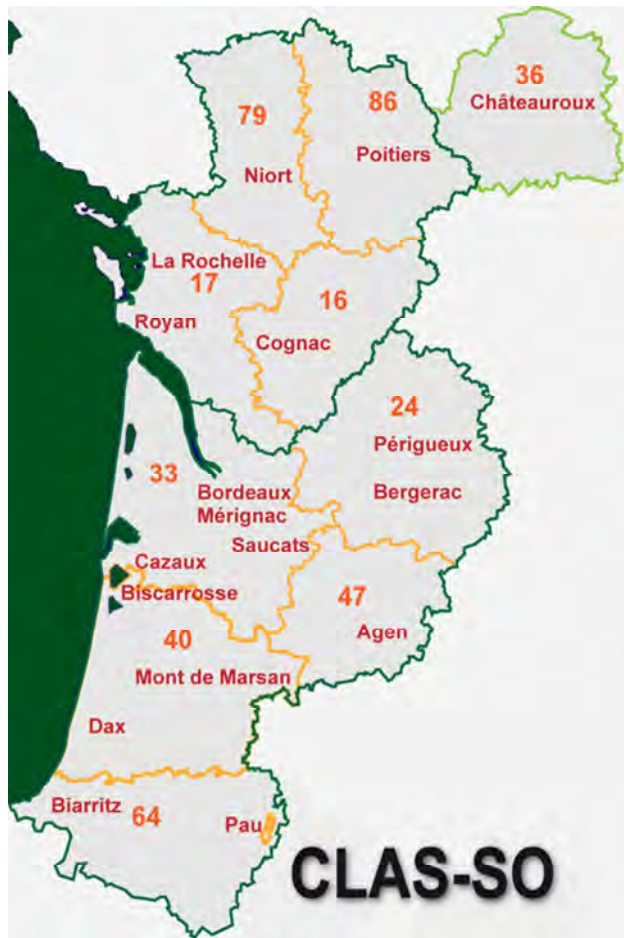 36
Châteauroux
79
86
Poitiers
Niort
La Rochelle
17
16
Royan
Cognac
24
Périgueux
33
Bordeaux
Bergerac
Mérignac
Saucats
Cazaux
Biscarrosse
47
40
Agen
Mont de Marsan
Dax
Biarritz
64
Pau
CLAS-SO